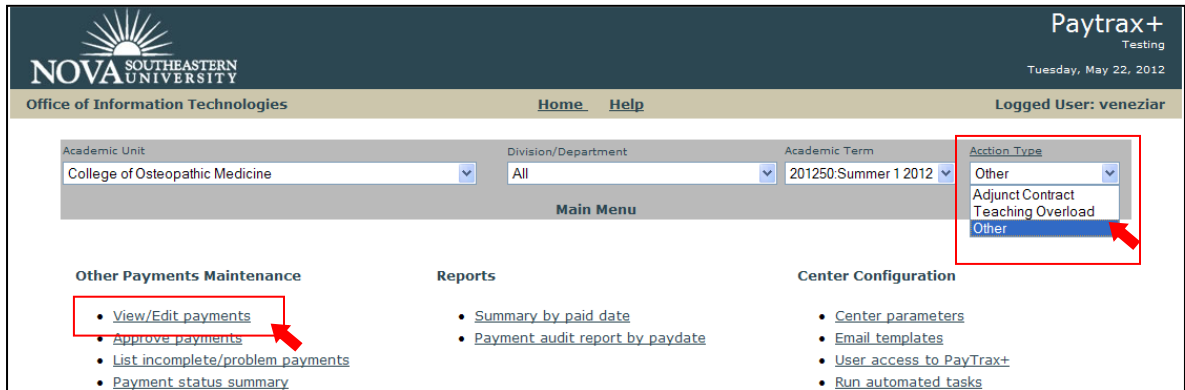 Paytrax+
Testing
NOVA SOUTHEASTERN
UNIVERSITY
Tuesday, May 22, 2012
Office of Information Technologies Home Help Logged User: veneziar
Academic Unit Division/Department Academic Term Acction Type
College of Osteopathic Medicine All 201250:Summer 1 2012 Other
Adjunct Contract
Teaching Overload
Other
Main Menu
Other Payments Maintenance
View/Edit payments
Approve payments
List incomplete/problem payments
Payment status summary
Reports
Summary by paid date
Payment audit report by paydate
Center Configuration
Center parameters
Email templates
User access to PayTrax+
Run automated tasks